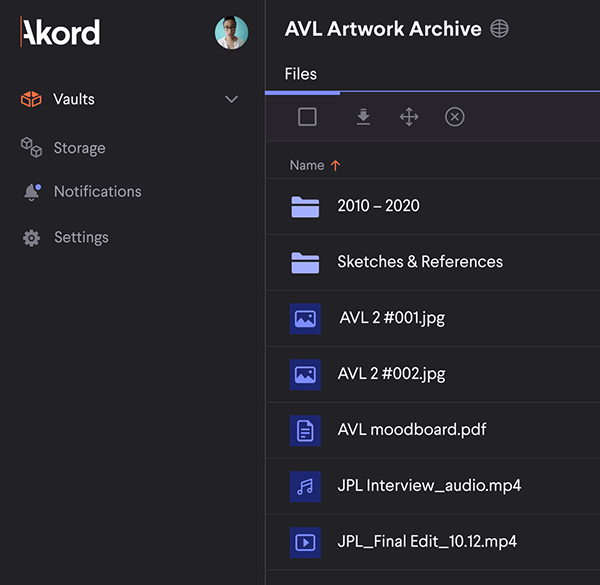 Akord
Vaults
Storage
Notifications
Settings
AVL Artwork Archive
Files
Name
2010 – 2020
Sketches & References
AVL 2 #001.jpg
AVL 2 #002.jpg
AVL moodboard.pdf
JPL Interview_audio.mp4
JPL_Final Edit_10.12.mp4